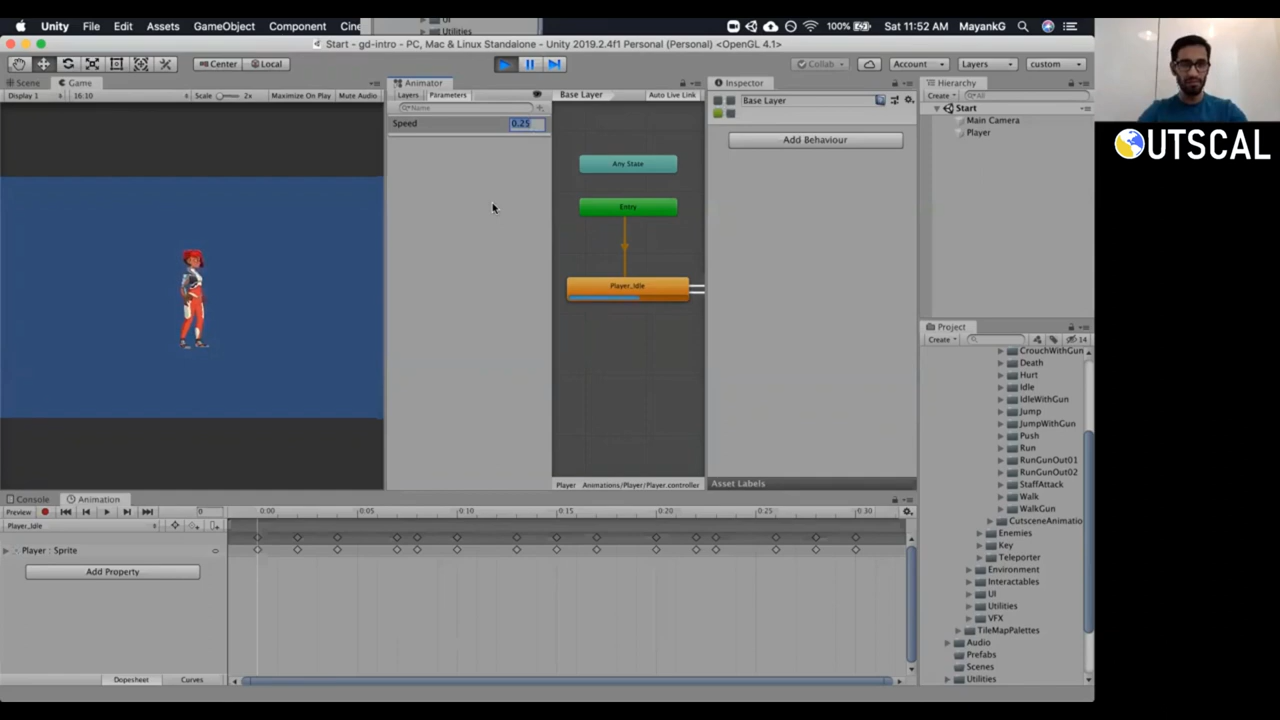 Unity File Edit Assets GameObject Component Cine 100% Sat 11:52 AM MayankG
UI
Utilities
Start - gd-intro - PC, Mac & Linux Standalone - Unity 2019.2.4f1 Personal (Personal) <OpenGL 4.1>
Center Local Collab Account Layers custom
Scene Game Animator Inspector Hierarchy
Display 1 16:10 Scale 2x Maximize On Play Mute Audio Layers Parameters Base Layer Auto Live Link Create All
Name
Base Layer
Start
Speed 0.25
Main Camera
Player
Add Behaviour
UTSCAL
Any State
Entry
Player_Idle
Project
Create 14
CrouchWithGun
Death
Hurt
Idle
IdleWithGun
Jump
JumpWithGun
Push
Run
RunGunOut01
RunGunOut02
StaffAttack
Walk
WalkGun
CutsceneAnimatio
Enemies
Key
Teleporter
Environment
Interactables
UI
Utilities
VFX
TileMapPalettes
Audio
Prefabs
Scenes
Utilities
Player Animations/Player/Player.controller
Asset Labels
Console Animation
Preview 0 0:00 0:05 0:10 0:15 0:20 0:25 0:30
Player_Idle
Player : Sprite
Add Property
Dopesheet Curves